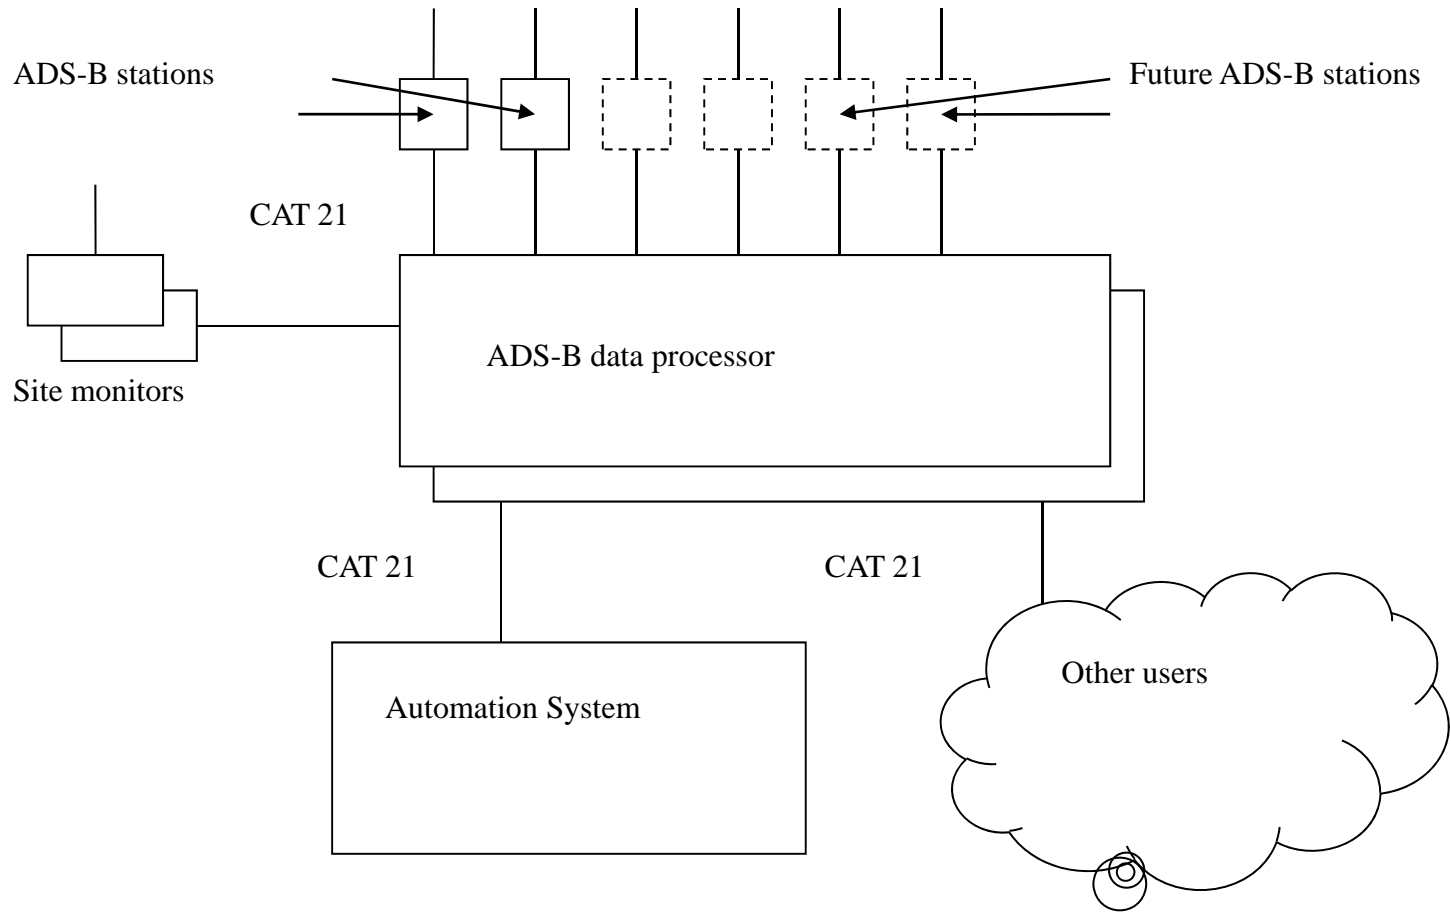 ADS-B stations
Future ADS-B stations
CAT 21
ADS-B data processor
Site monitors
CAT 21
CAT 21
Other users
Automation System